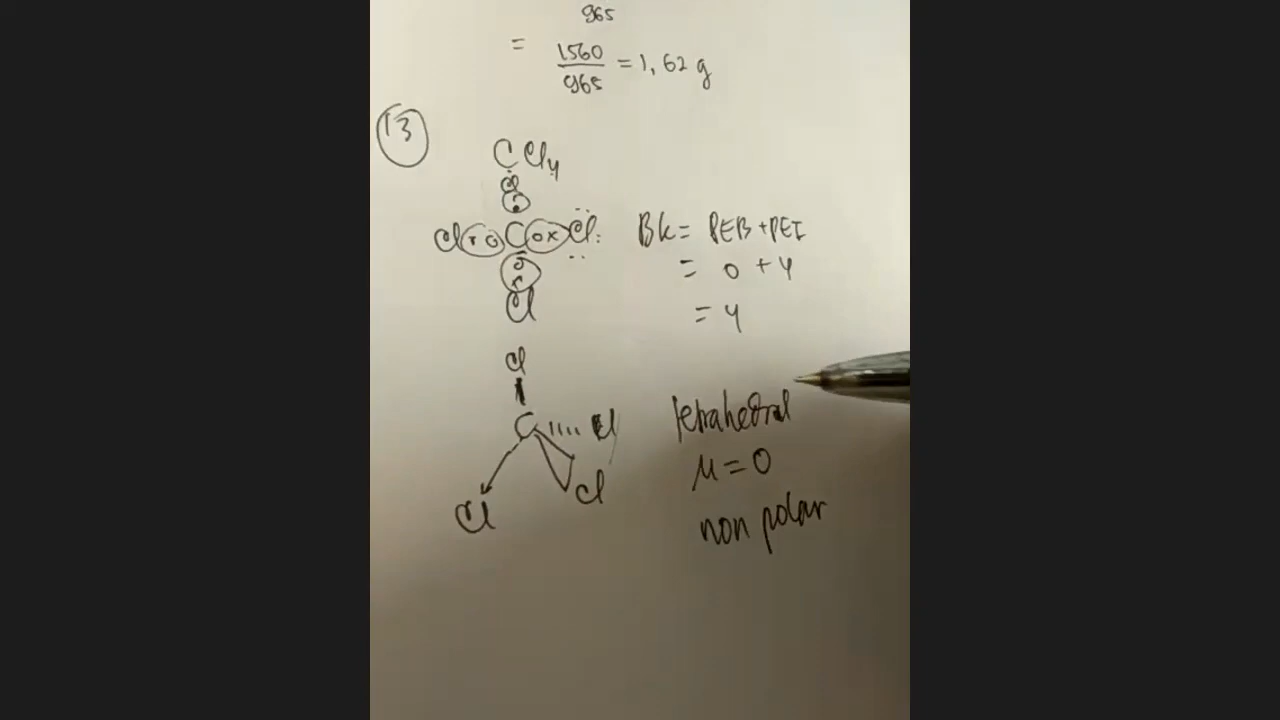 965
= 1560 / 965 = 1,62 g
13
CCl4
Cl
Cl x o C o x Cl
Cl
BK = PEB + PEI
= 0 + 4
= 4
Cl
C Cl
Cl Cl
tetrahedral
μ = 0
non polar